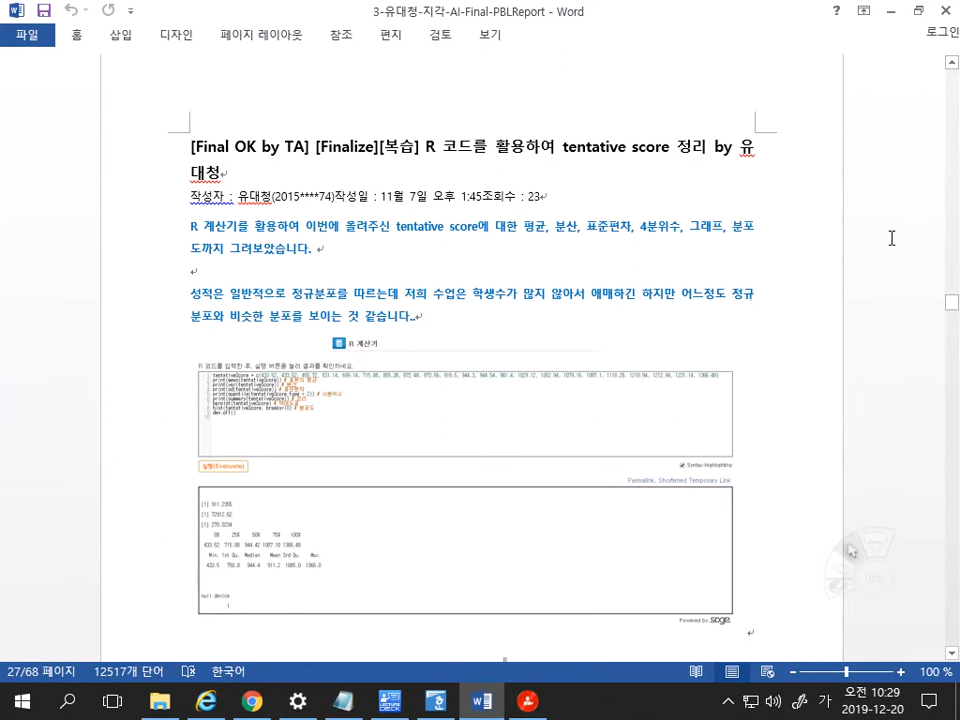 3-유대청-지각-AI-Final-PBLReport - Word
로그인
파일 홈 삽입 디자인 페이지 레이아웃 참조 편지 검토 보기
[Final OK by TA] [Finalize][복습] R 코드를 활용하여 tentative score 정리 by 유
대청
작성자 : 유대청(2015****74)작성일 : 11월 7일 오후 1:45조회수 : 23
R 계산기를 활용하여 이번에 올려주신 tentative score에 대한 평균, 분산, 표준편차, 4분위수, 그래프, 분포
도까지 그려보았습니다.
성적은 일반적으로 정규분포를 따르는데 저희 수업은 학생수가 많지 않아서 애매하긴 하지만 어느정도 정규
분포와 비슷한 분포를 보이는 것 같습니다..
R 계산기
R 코드를 입력한 후, 실행 버튼을 눌러 결과를 확인하세요.
print(summary(tentativeScore))
hist(tentativeScore, breaks=10) # 분포도
dev.off()
실행(Evaluate)
Syntax Highlighting
Permalink, Shortened Temporary Link
[1] 911.2355
[1] 72912.62
[1] 270.0234
0% 25% 50% 75% 100%
433.52 715.08 944.42 1087.10 1366.40
Min. 1st Qu. Median Mean 3rd Qu. Max.
433.5 750.8 944.4 911.2 1085.0 1366.0
null device
1
Powered by sage
27/68 페이지 12517개 단어 한국어 100 %
가 오전 10:29
2019-12-20